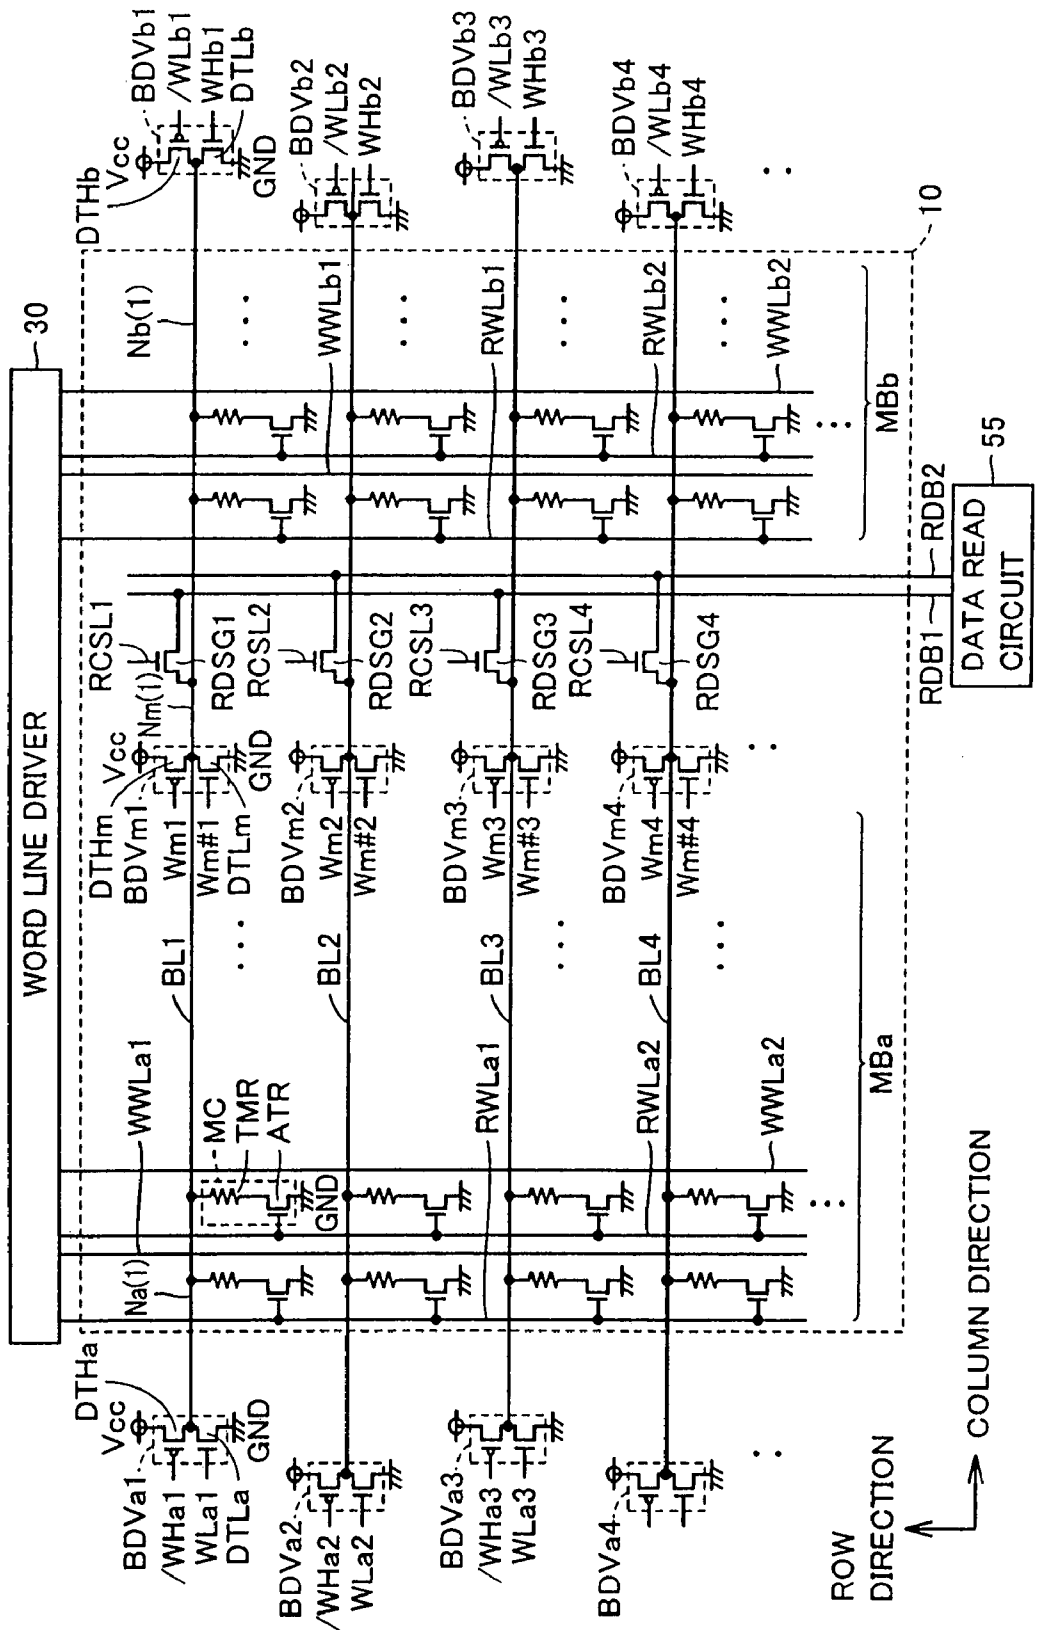 WORD LINE DRIVER
30
DTHa
Vcc
BDVa1
/WHa1
WLa1
DTLa
GND
Na(1)
WWLa1
MC
TMR
ATR
GND
BL1
DTHm
Vcc
BDVm1
Wm1
Wm#1
DTLm
GND
Nm(1)
RCSL1
RDSG1
Nb(1)
DTHb
Vcc
BDVb1
/WLb1
WHb1
DTLb
GND
BDVa2
/WHa2
WLa2
BL2
BDVm2
Wm2
Wm#2
RCSL2
RDSG2
WWLb1
BDVb2
/WLb2
WHb2
BDVa3
/WHa3
WLa3
RWLa1
BL3
BDVm3
Wm3
Wm#3
RCSL3
RDSG3
RWLb1
BDVb3
/WLb3
WHb3
BDVa4
RWLa2
BL4
BDVm4
Wm4
Wm#4
RCSL4
RDSG4
RWLb2
BDVb4
/WLb4
WHb4
WWLa2
WWLb2
MBa
MBb
10
RDB1
RDB2
DATA READ
CIRCUIT
55
ROW
DIRECTION
COLUMN DIRECTION